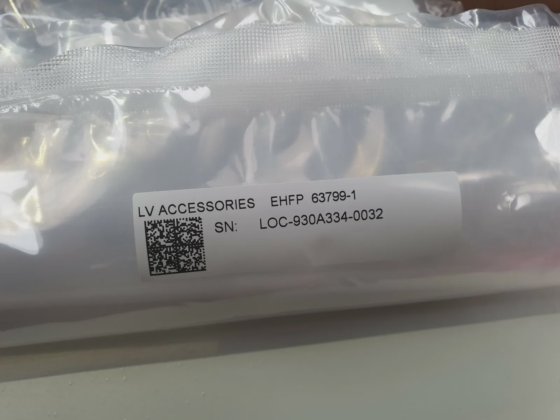 LV ACCESSORIES EHFP 63799-1
SN: LOC-930A334-0032